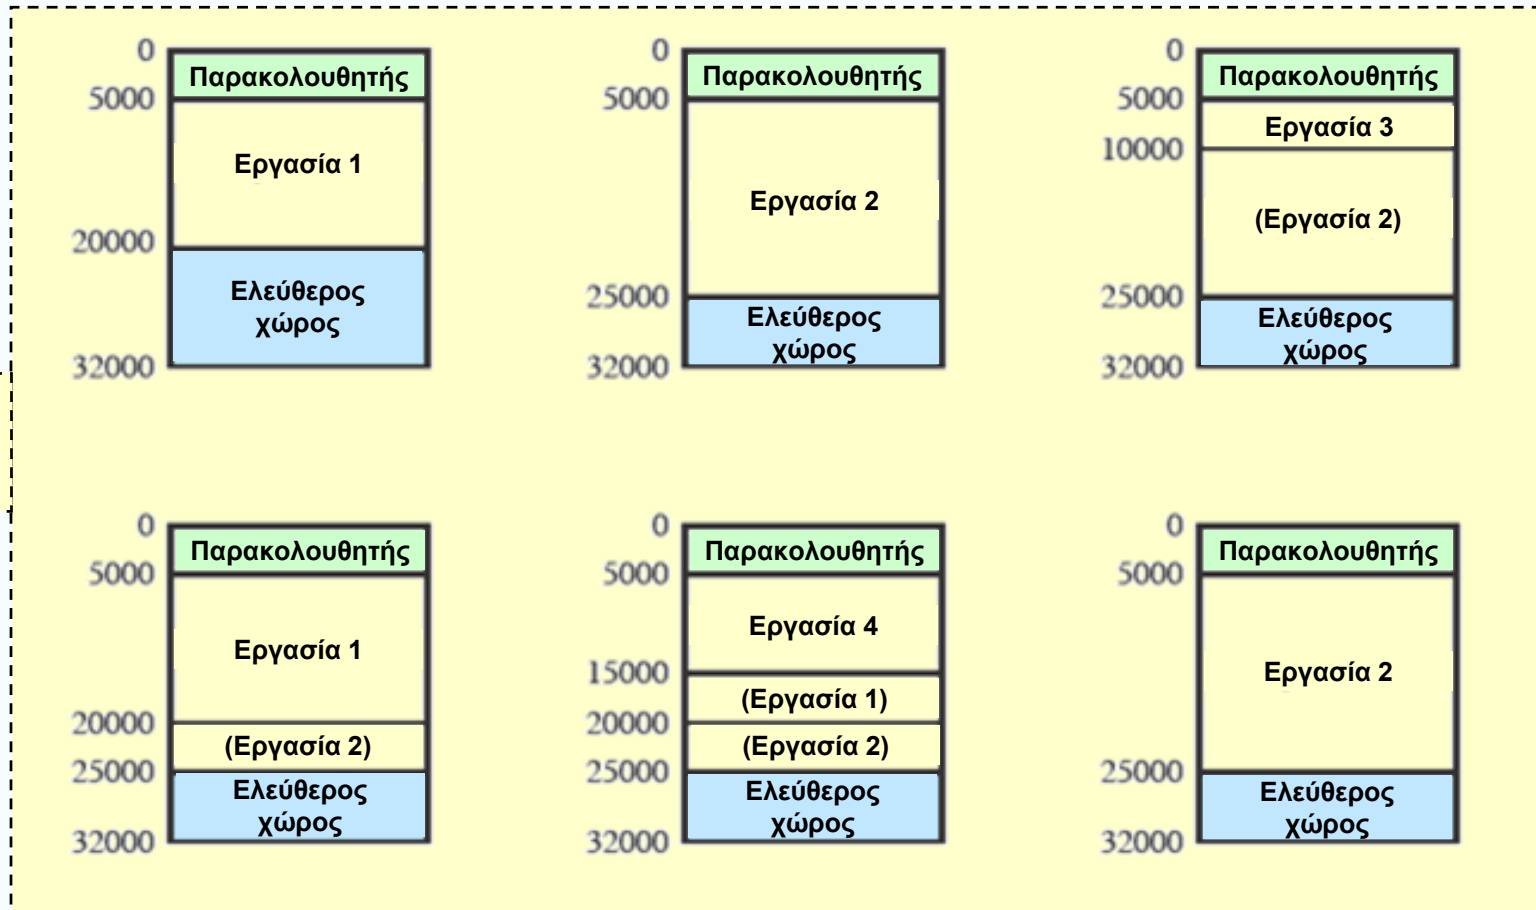 0
Παρακολουθητής
5000
Εργασία 1
20000
Ελεύθερος
χώρος
32000
0
Παρακολουθητής
5000
Εργασία 2
25000
Ελεύθερος
χώρος
32000
0
Παρακολουθητής
5000
Εργασία 3
10000
(Εργασία 2)
25000
Ελεύθερος
χώρος
32000
0
Παρακολουθητής
5000
Εργασία 1
20000
(Εργασία 2)
25000
Ελεύθερος
χώρος
32000
0
Παρακολουθητής
5000
Εργασία 4
15000
(Εργασία 1)
20000
(Εργασία 2)
25000
Ελεύθερος
χώρος
32000
0
Παρακολουθητής
5000
Εργασία 2
25000
Ελεύθερος
χώρος
32000